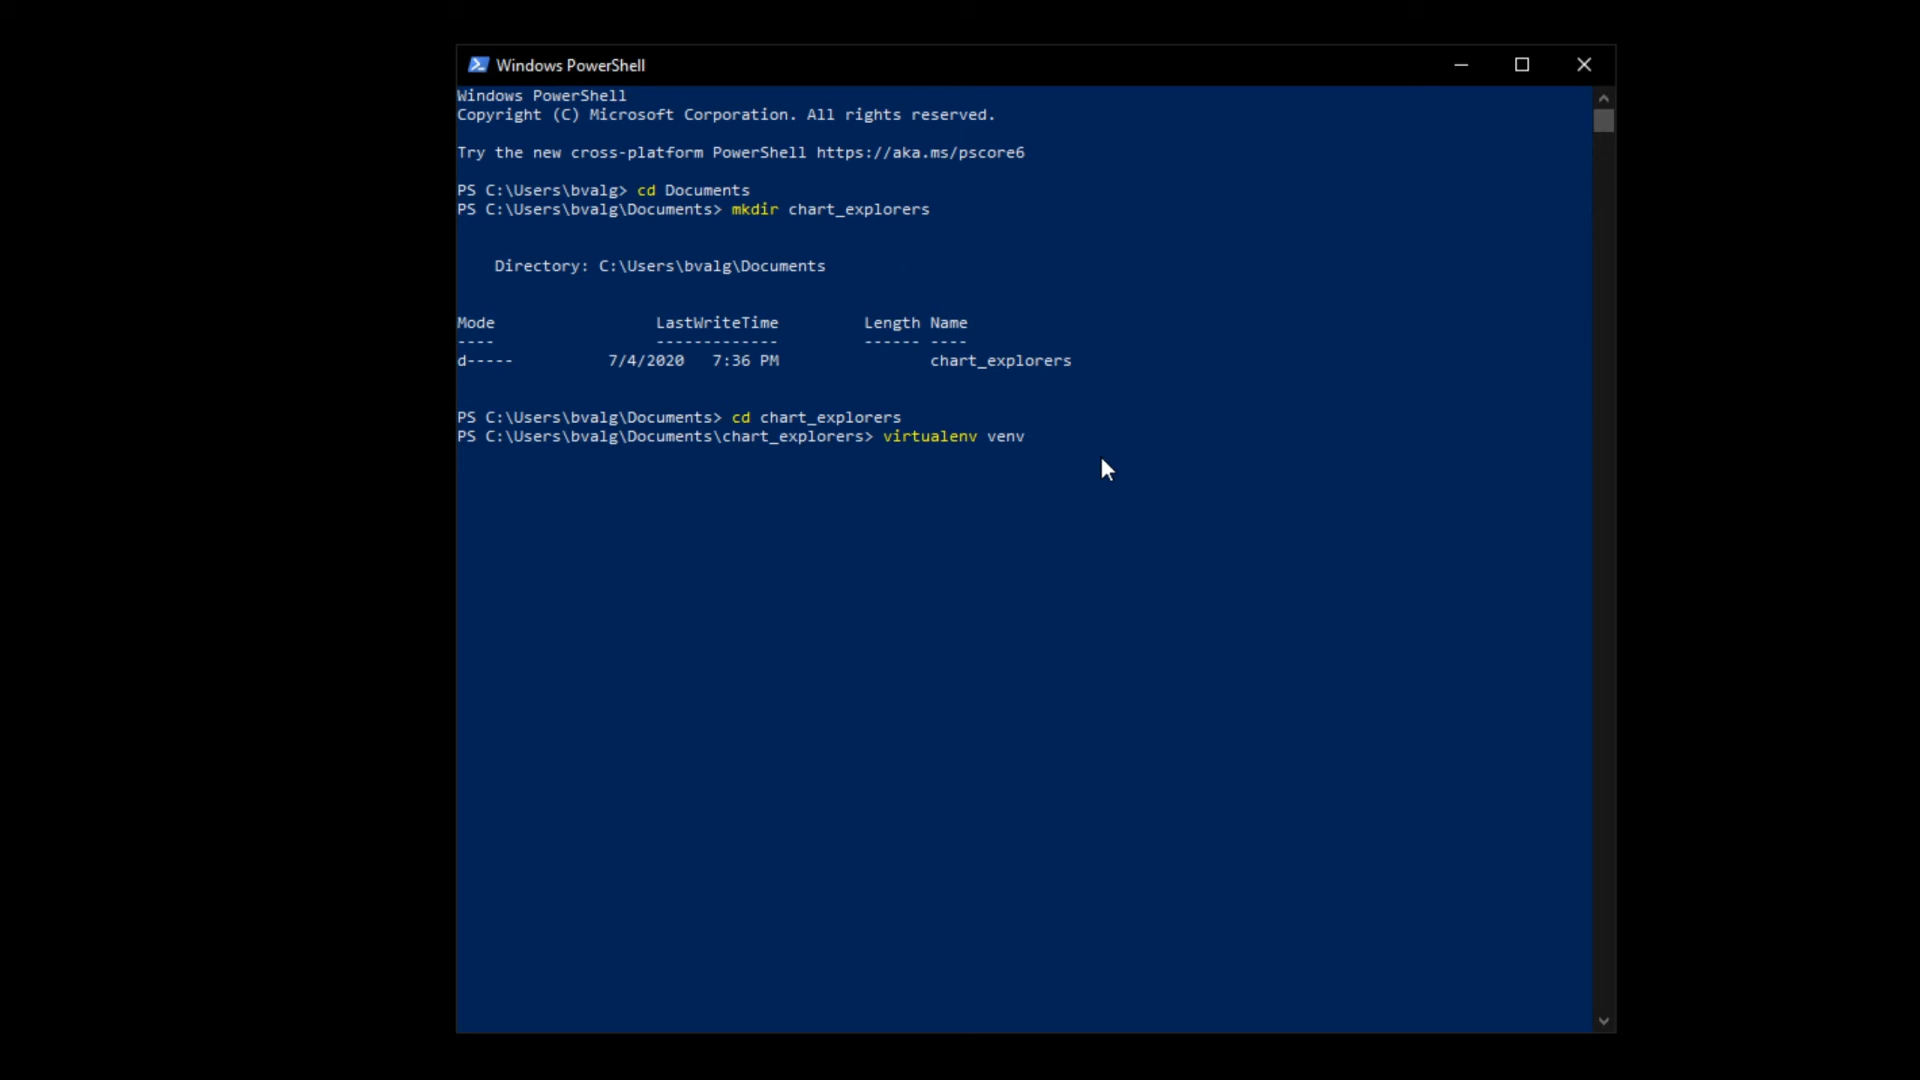 Windows PowerShell
Windows PowerShell
Copyright (C) Microsoft Corporation. All rights reserved.
Try the new cross-platform PowerShell https://aka.ms/pscore6
PS C:\Users\bvalg> cd Documents
PS C:\Users\bvalg\Documents> mkdir chart_explorers
Directory: C:\Users\bvalg\Documents
Mode LastWriteTime Length Name
---- ------------- ------ ----
d----- 7/4/2020 7:36 PM chart_explorers
PS C:\Users\bvalg\Documents> cd chart_explorers
PS C:\Users\bvalg\Documents\chart_explorers> virtualenv venv